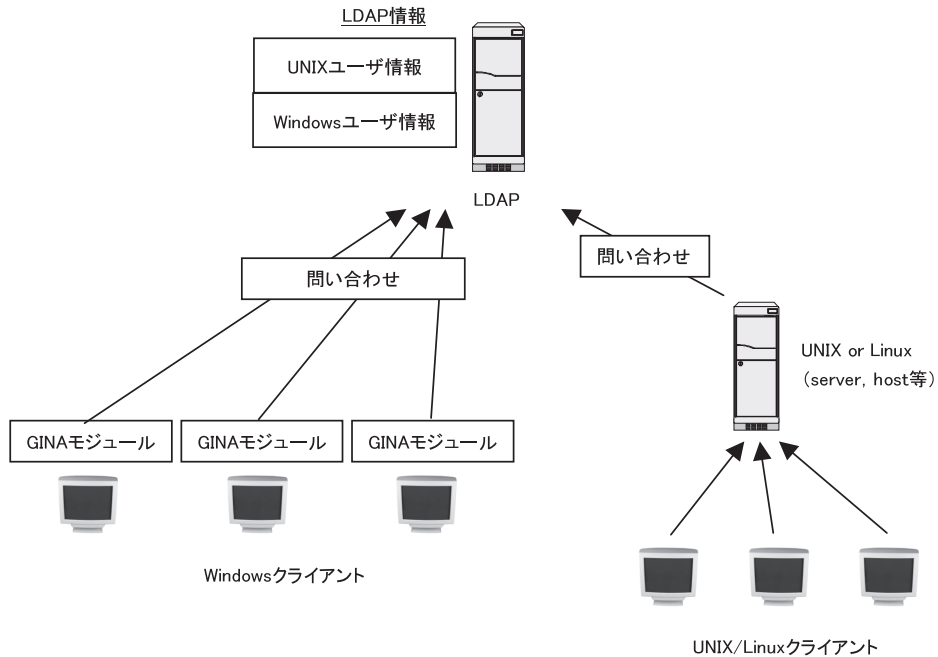 LDAP情報
UNIXユーザ情報
Windowsユーザ情報
LDAP
問い合わせ
問い合わせ
UNIX or Linux
（server, host等）
GINAモジュール
GINAモジュール
GINAモジュール
Windowsクライアント
UNIX/Linuxクライアント